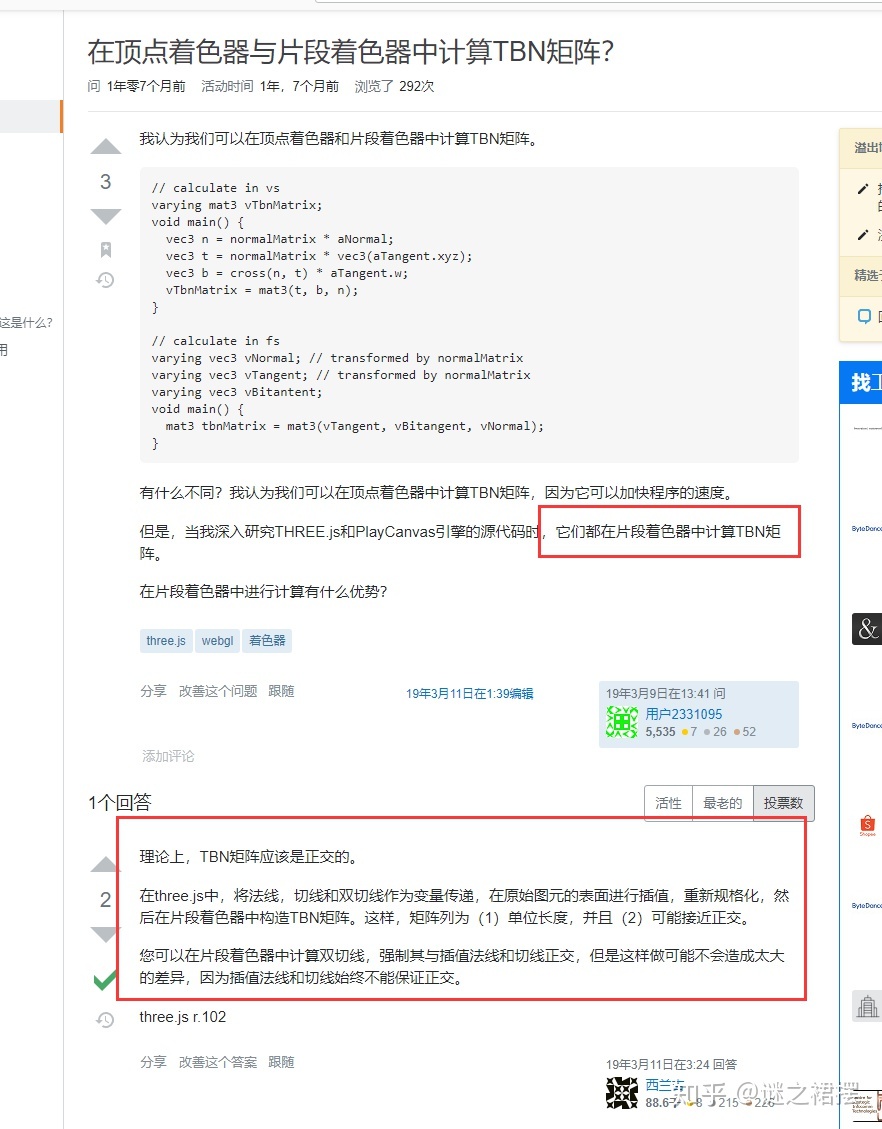 在顶点着色器与片段着色器中计算TBN矩阵？
问 1年零7个月前 活动时间 1年，7个月前 浏览了 292次
我认为我们可以在顶点着色器和片段着色器中计算TBN矩阵。
3
// calculate in vs
varying mat3 vTbnMatrix;
void main() {
  vec3 n = normalMatrix * aNormal;
  vec3 t = normalMatrix * vec3(aTangent.xyz);
  vec3 b = cross(n, t) * aTangent.w;
  vTbnMatrix = mat3(t, b, n);
}
// calculate in fs
varying vec3 vNormal; // transformed by normalMatrix
varying vec3 vTangent; // transformed by normalMatrix
varying vec3 vBitantent;
void main() {
  mat3 tbnMatrix = mat3(vTangent, vBitangent, vNormal);
}
这是什么？
用
有什么不同？我认为我们可以在顶点着色器中计算TBN矩阵，因为它可以加快程序的速度。
但是，当我深入研究THREE.js和PlayCanvas引擎的源代码时，它们都在片段着色器中计算TBN矩
阵。
在片段着色器中进行计算有什么优势？
three.js webgl 着色器
分享 改善这个问题 跟随
19年3月11日在1:39编辑
19年3月9日在13:41 问
用户2331095
5,535 7 26 52
添加评论
1个回答
活性 最老的 投票数
理论上，TBN矩阵应该是正交的。
2
在three.js中，将法线，切线和双切线作为变量传递，在原始图元的表面进行插值，重新规格化，然
后在片段着色器中构造TBN矩阵。这样，矩阵列为（1）单位长度，并且（2）可能接近正交。
您可以在片段着色器中计算双切线，强制其与插值法线和切线正交，但是这样做可能不会造成太大
的差异，因为插值法线和切线始终不能保证正交。
three.js r.102
分享 改善这个答案 跟随
19年3月11日在3:24 回答
西兰
88.6 8 215
知乎 @谜之裙摆
溢出
精选
找工
ByteDanc
&
ByteDanc
Shopee
ByteDanc